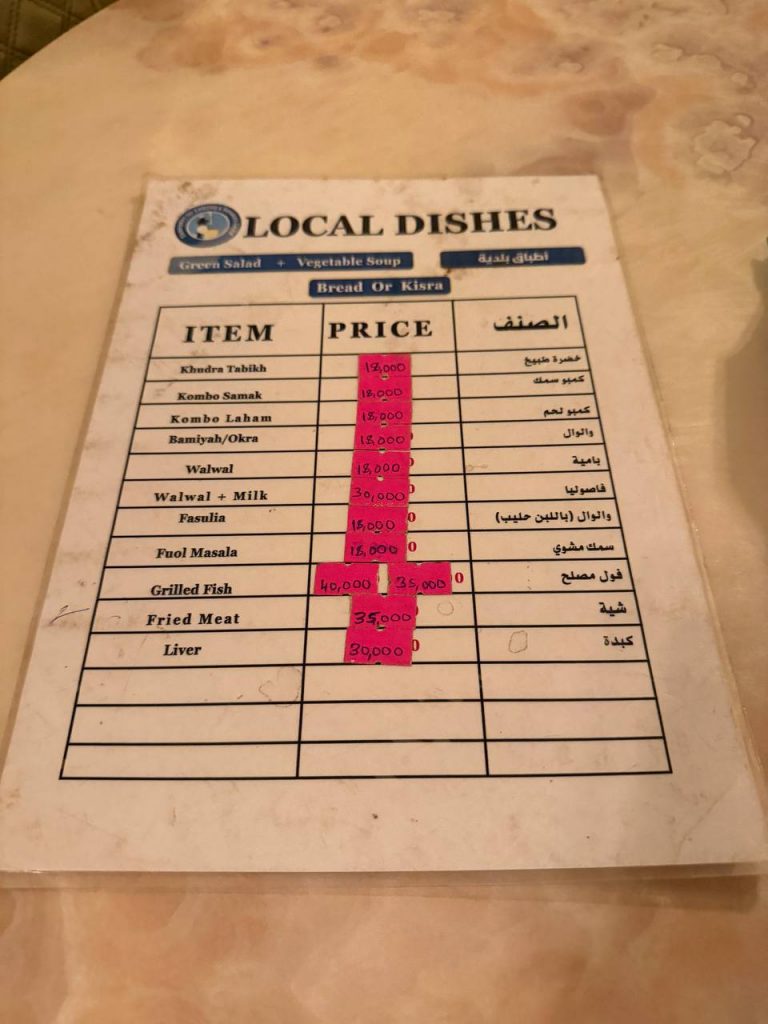 LOCAL DISHES
Green Salad + Vegetable Soup أطباق بلدية
Bread Or Kisra
ITEM PRICE الصنف
Khudra Tabikh 18,000 خضرة طبيخ
Kombo Samak 18,000 كمبو سمك
Kombo Laham 18,000 كمبو لحم
Bamiyah/Okra 18,000 والوال
Walwal 18,000 بامية
Walwal + Milk 30,000 فاصوليا
Fasulia 18,000 والوال (باللبن حليب)
Fuol Masala 18,000 سمك مشوي
Grilled Fish 40,000 35,000 فول مصلح
Fried Meat 35,000 شية
Liver 30,000 كبدة